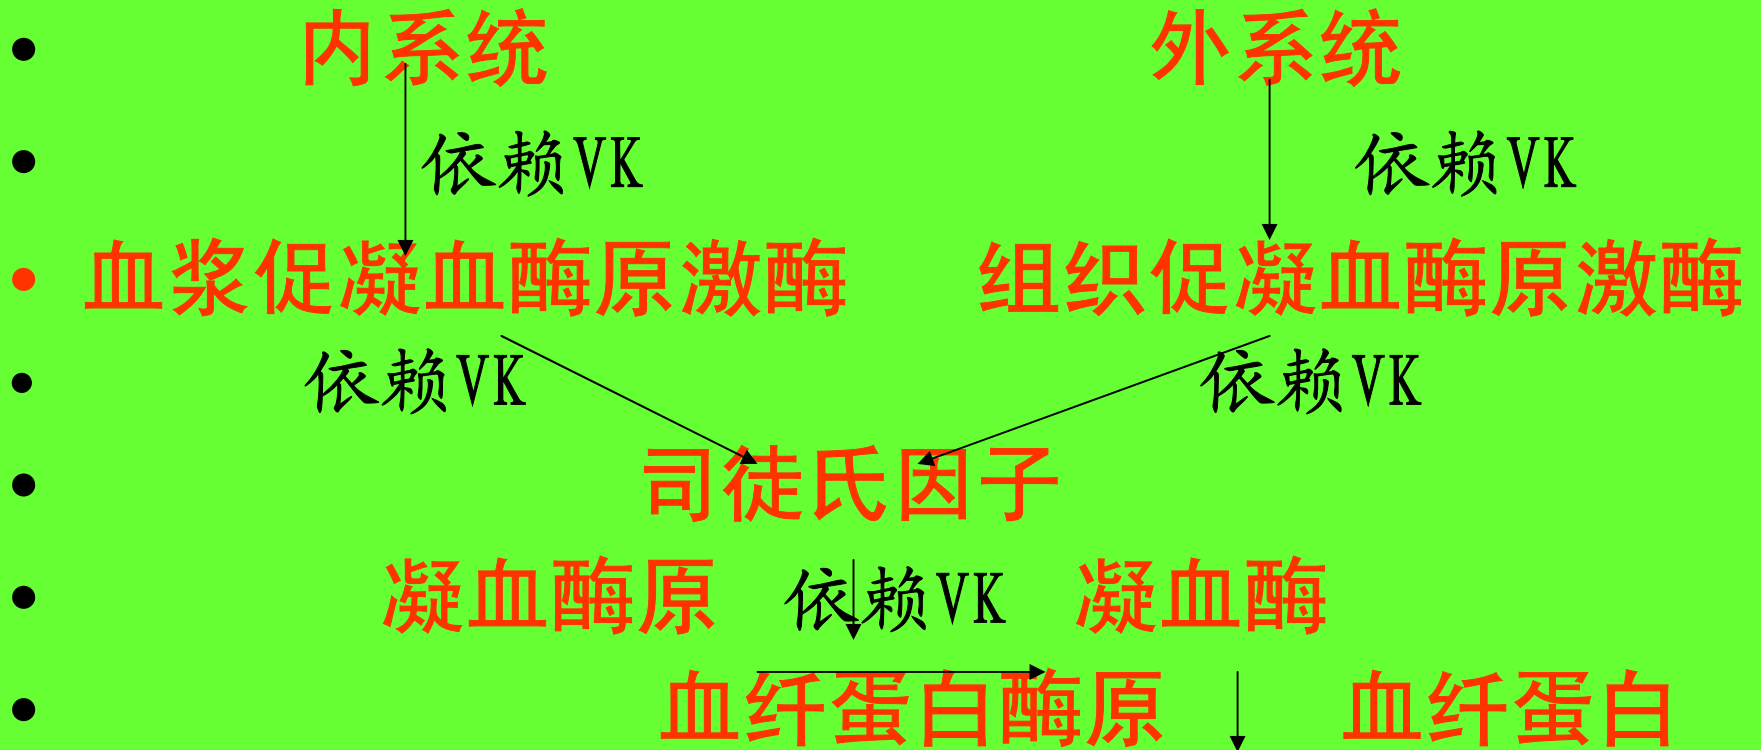 内系统 外系统
依赖VK 依赖VK
血浆促凝血酶原激酶 组织促凝血酶原激酶
依赖VK 依赖VK
司徒氏因子
凝血酶原 依赖VK 凝血酶
血纤蛋白酶原 血纤蛋白